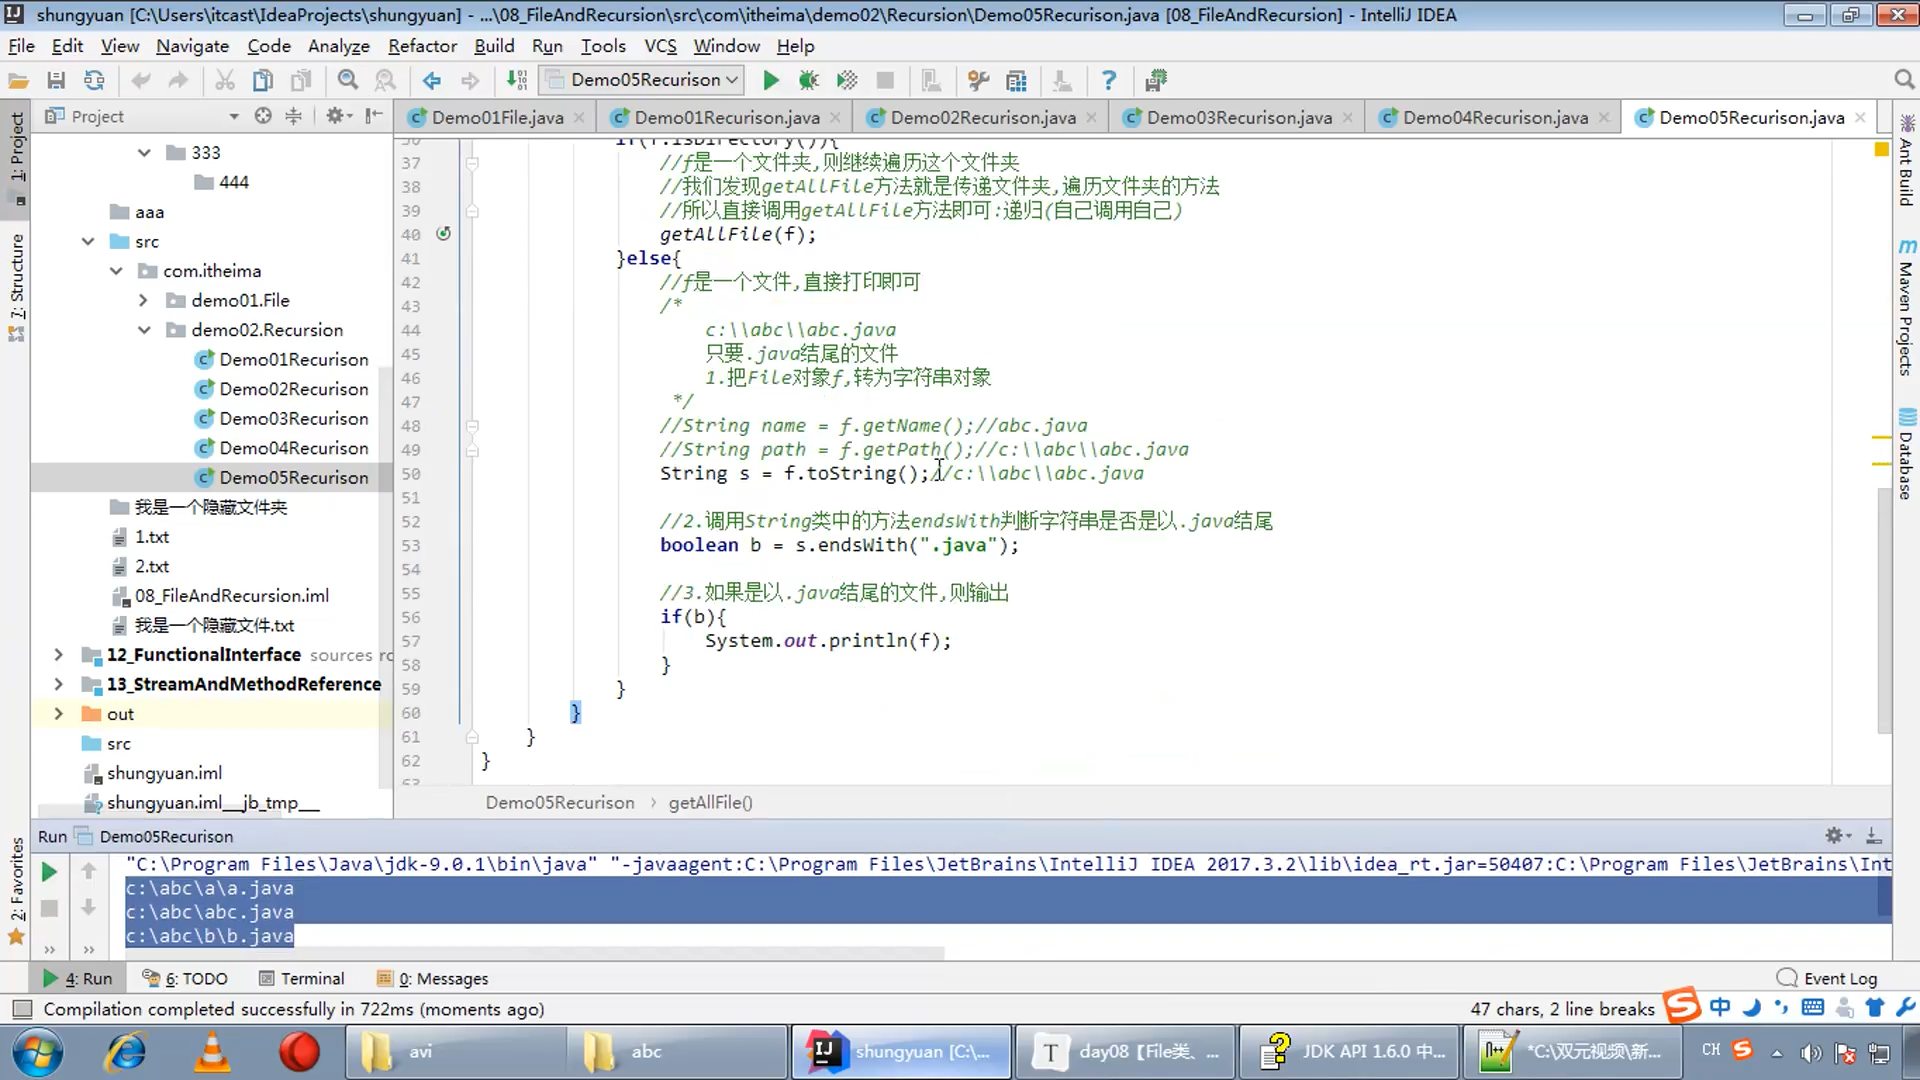 shungyuan [C:\Users\itcast\IdeaProjects\shungyuan] - ...\08_FileAndRecursion\src\com\itheima\demo02\Recursion\Demo05Recurison.java [08_FileAndRecursion] - IntelliJ IDEA
File Edit View Navigate Code Analyze Refactor Build Run Tools VCS Window Help
Demo05Recurison
Project
Demo01File.java Demo01Recurison.java Demo02Recurison.java Demo03Recurison.java Demo04Recurison.java Demo05Recurison.java
1: Project
7: Structure
2: Favorites
Ant Build
Maven Projects
Database
333
444
aaa
src
com.itheima
demo01.File
demo02.Recursion
Demo01Recurison
Demo02Recurison
Demo03Recurison
Demo04Recurison
Demo05Recurison
我是一个隐藏文件夹
1.txt
2.txt
08_FileAndRecursion.iml
我是一个隐藏文件.txt
12_FunctionalInterface sources ro
13_StreamAndMethodReference
out
src
shungyuan.iml
shungyuan.iml__jb_tmp__
if(f.isDirectory()){
37 //f是一个文件夹,则继续遍历这个文件夹
38 //我们发现getAllFile方法就是传递文件夹,遍历文件夹的方法
39 //所以直接调用getAllFile方法即可:递归(自己调用自己)
40 getAllFile(f);
41 }else{
42 //f是一个文件,直接打印即可
43 /*
44 c:\\abc\\abc.java
45 只要.java结尾的文件
46 1.把File对象f,转为字符串对象
47 */
48 //String name = f.getName();//abc.java
49 //String path = f.getPath();//c:\\abc\\abc.java
50 String s = f.toString();//c:\\abc\\abc.java
51
52 //2.调用String类中的方法endsWith判断字符串是否是以.java结尾
53 boolean b = s.endsWith(".java");
54
55 //3.如果是以.java结尾的文件,则输出
56 if(b){
57 System.out.println(f);
58 }
59 }
60 }
61 }
62 }
63
Demo05Recurison › getAllFile()
Run Demo05Recurison
"C:\Program Files\Java\jdk-9.0.1\bin\java" "-javaagent:C:\Program Files\JetBrains\IntelliJ IDEA 2017.3.2\lib\idea_rt.jar=50407:C:\Program Files\JetBrains\Int
c:\abc\a\a.java
c:\abc\abc.java
c:\abc\b\b.java
4: Run 6: TODO Terminal 0: Messages Event Log
Compilation completed successfully in 722ms (moments ago) 47 chars, 2 line breaks 中
avi abc shungyuan [C:\... day08【File类、... JDK API 1.6.0 中... *C:\双元视频\新... CH